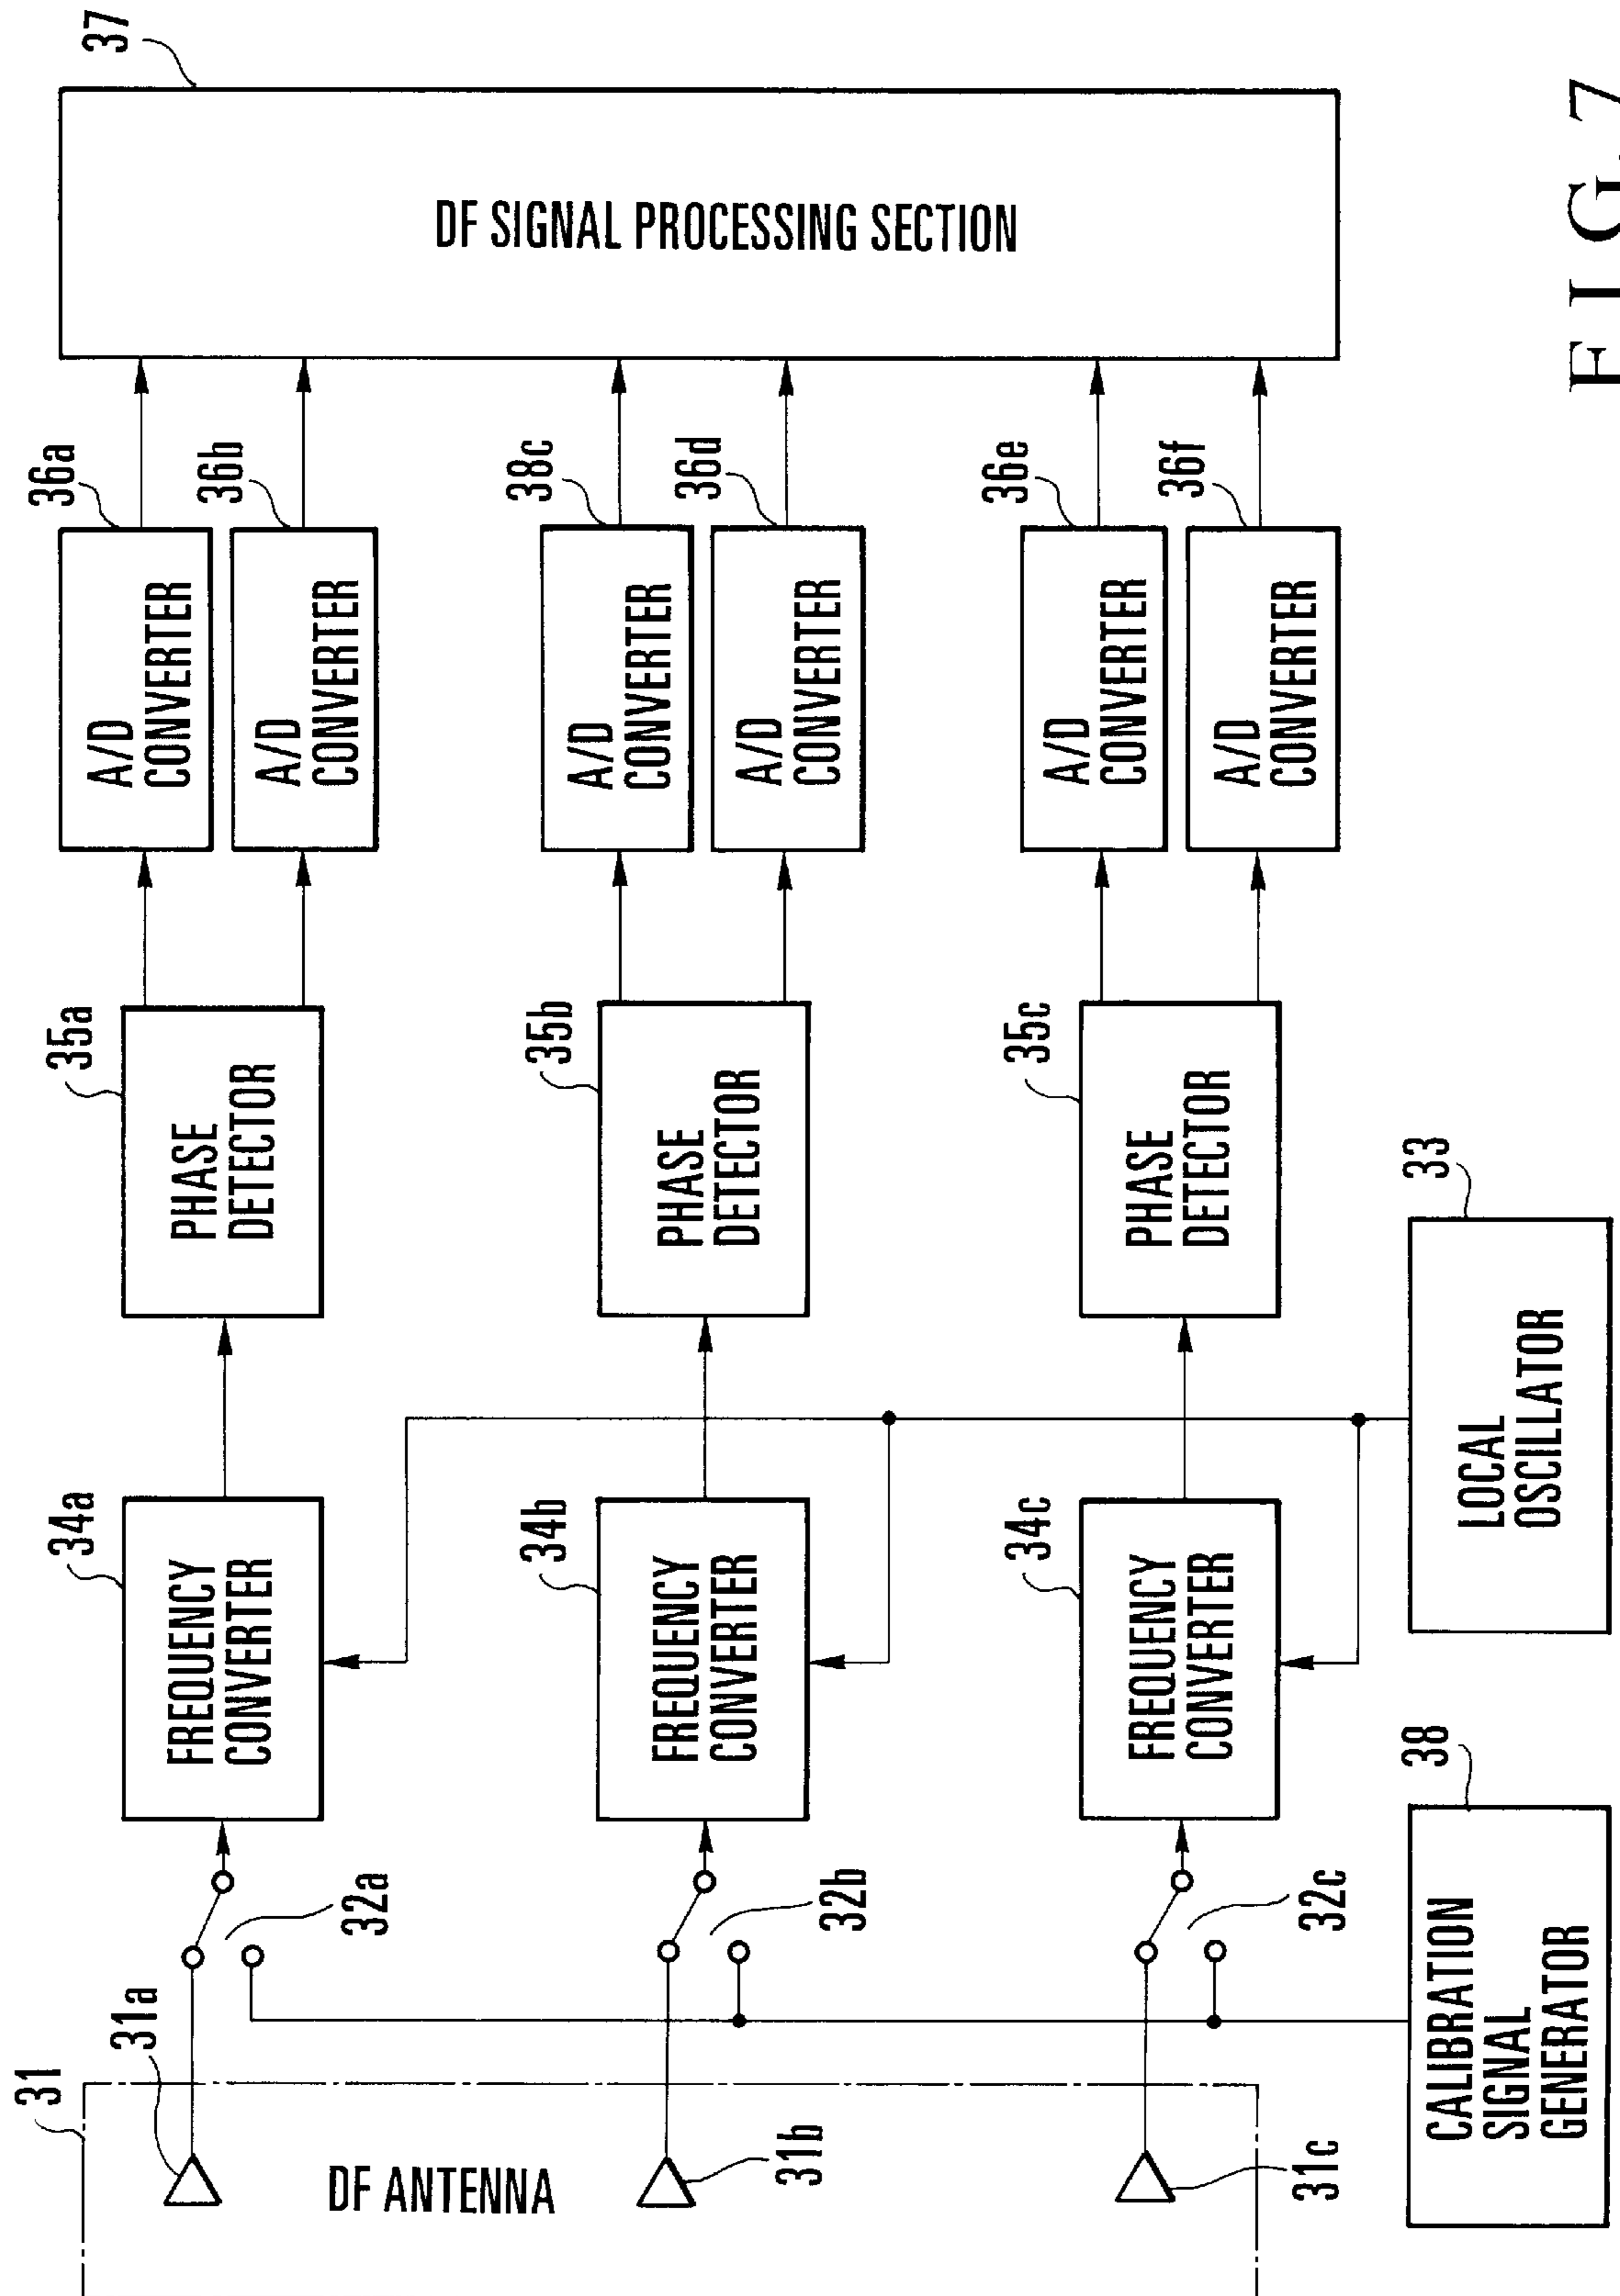 31
31a
DF ANTENNA
31b
31c
32a
32b
32c
CALIBRATION
SIGNAL
GENERATOR
38
34a
FREQUENCY
CONVERTER
34b
FREQUENCY
CONVERTER
34c
FREQUENCY
CONVERTER
LOCAL
OSCILLATOR
33
35a
PHASE
DETECTOR
35b
PHASE
DETECTOR
35c
PHASE
DETECTOR
36a
A/D
CONVERTER
36b
A/D
CONVERTER
38c
A/D
CONVERTER
36d
A/D
CONVERTER
36e
A/D
CONVERTER
36f
A/D
CONVERTER
37
DF SIGNAL PROCESSING SECTION
FIG.7